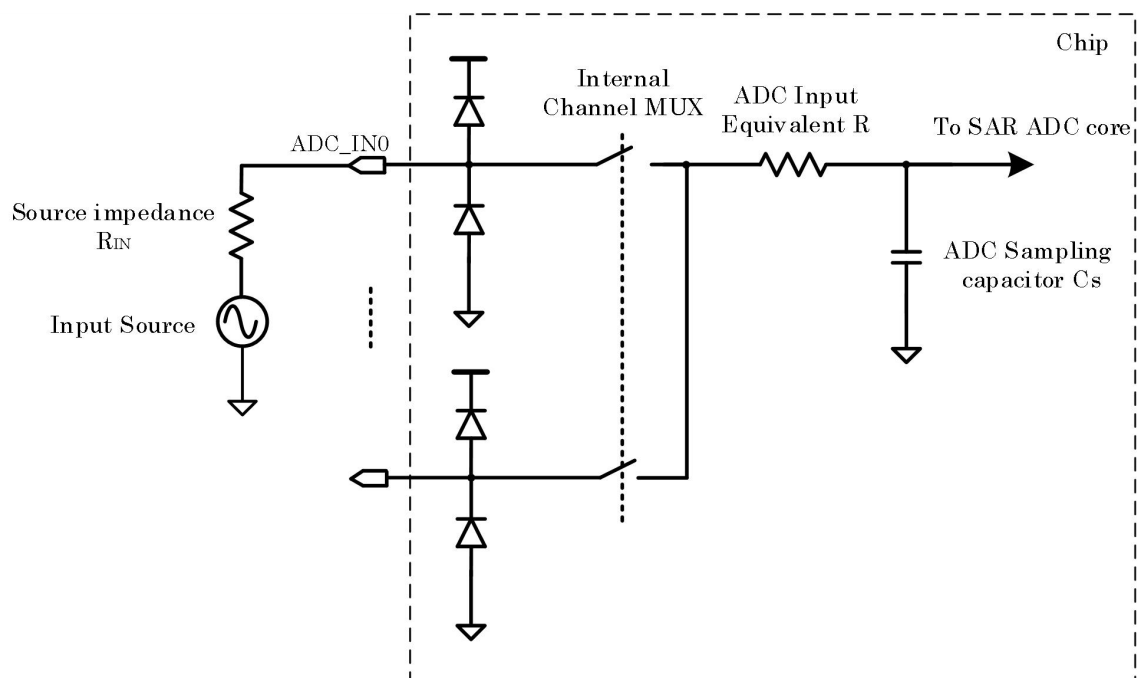 Chip
Internal
Channel MUX
ADC Input
Equivalent R
To SAR ADC core
ADC_IN0
Source impedance
RIN
ADC Sampling
capacitor Cs
Input Source